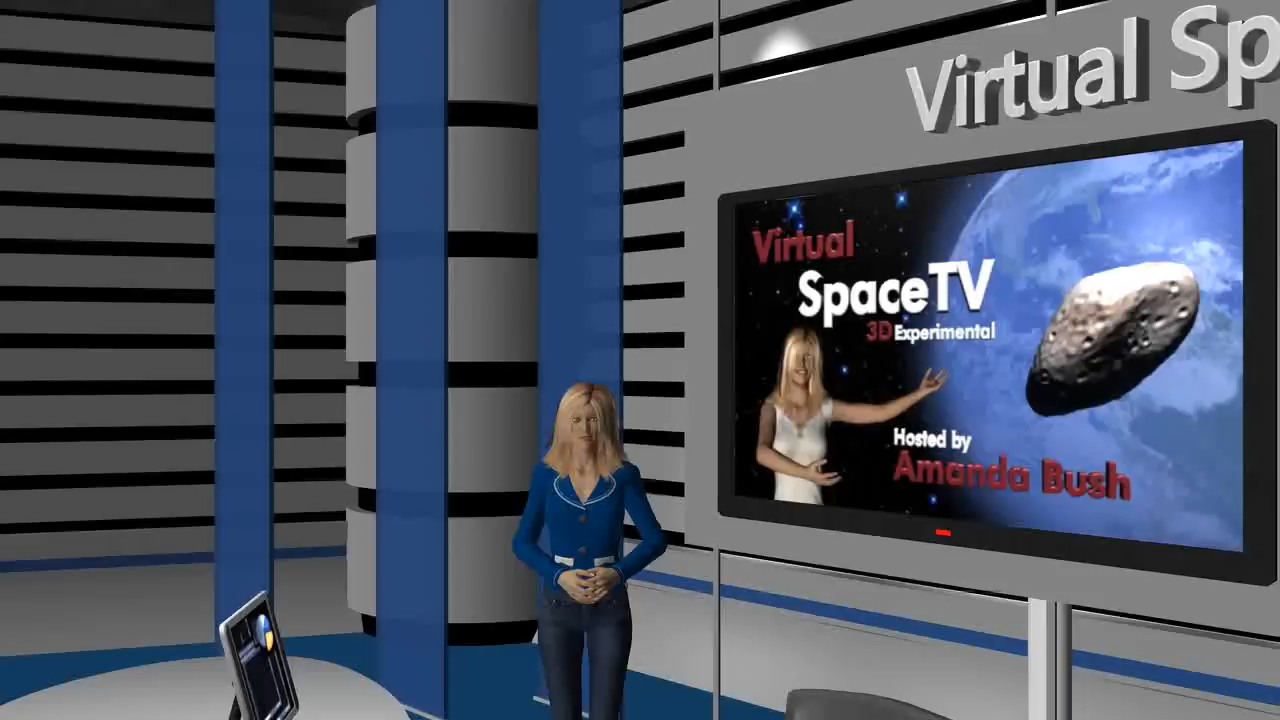 Virtual Sp
Virtual
SpaceTV
3D Experimental
Hosted by
Amanda Bush